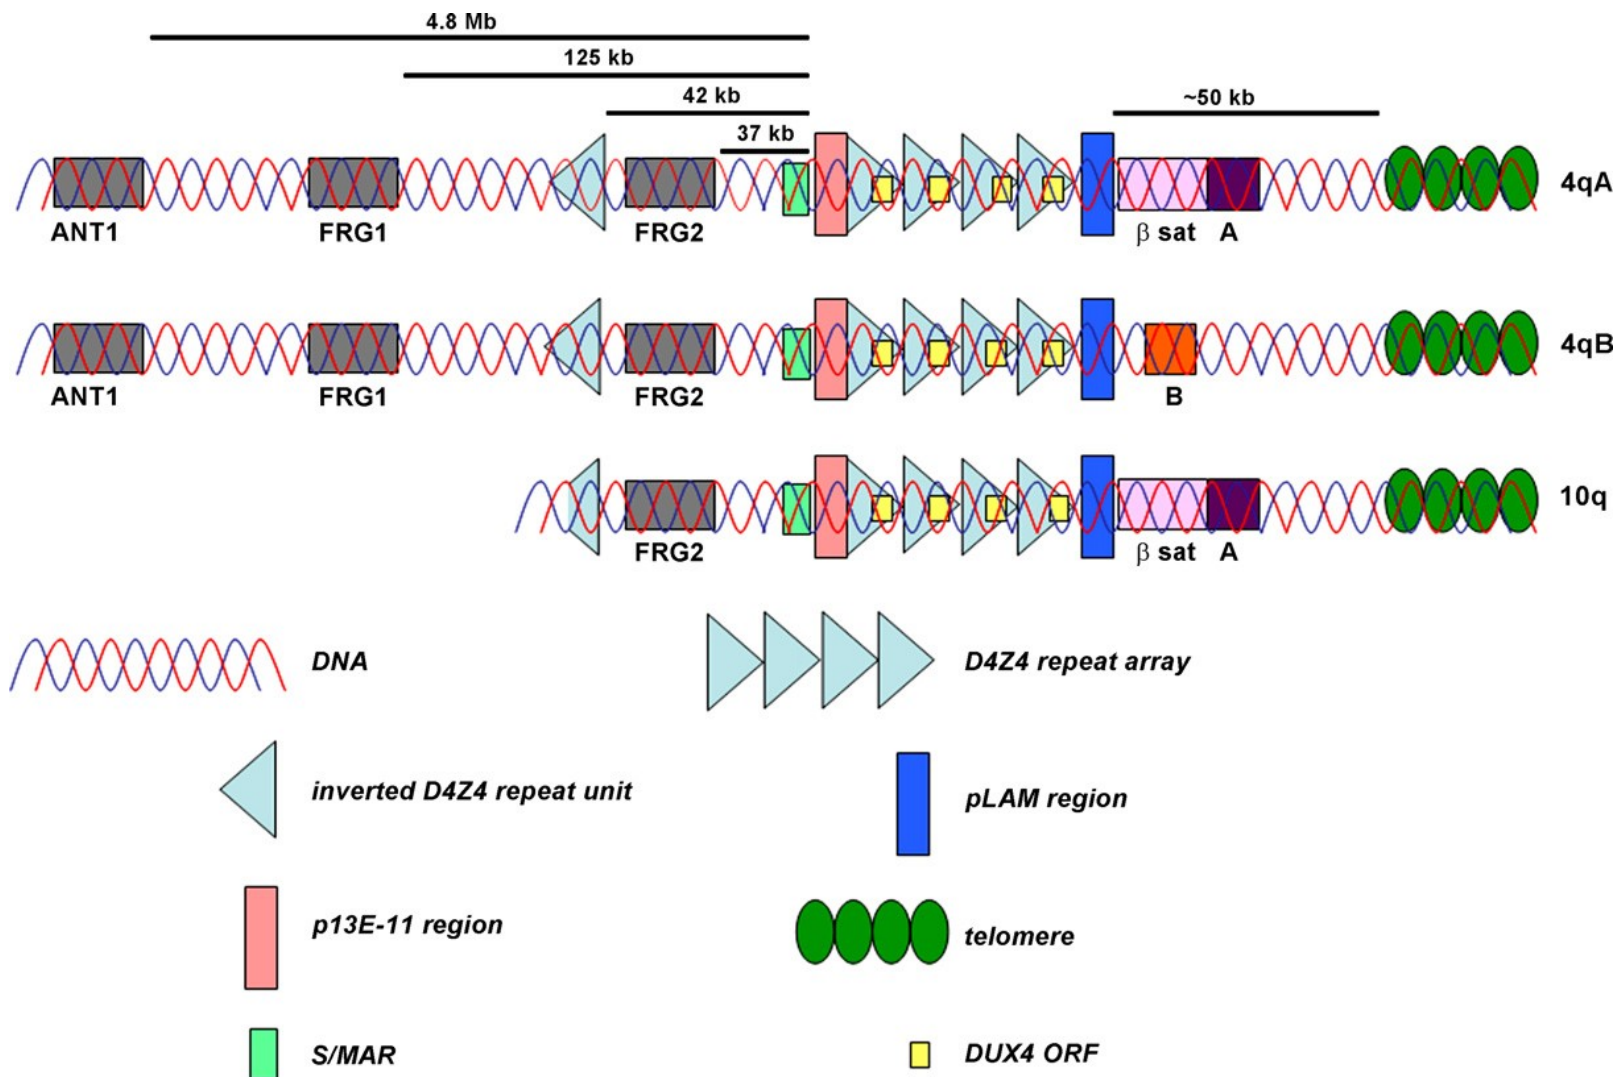 4.8 Mb
125 kb
42 kb
~50 kb
37 kb
4qA
ANT1 FRG1 FRG2 β sat A
4qB
ANT1 FRG1 FRG2 B
10q
FRG2 β sat A
DNA D4Z4 repeat array
inverted D4Z4 repeat unit pLAM region
p13E-11 region telomere
S/MAR DUX4 ORF